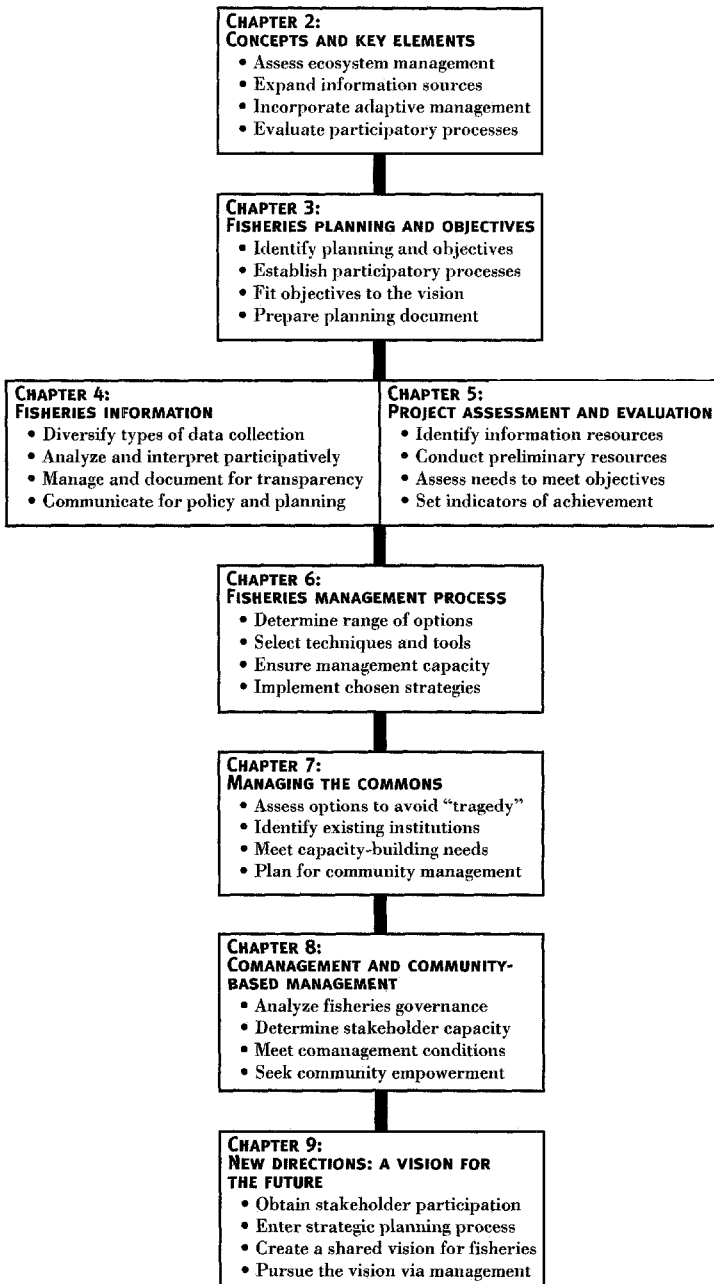 CHAPTER 2:
CONCEPTS AND KEY ELEMENTS
• Assess ecosystem management
• Expand information sources
• Incorporate adaptive management
• Evaluate participatory processes
CHAPTER 3:
FISHERIES PLANNING AND OBJECTIVES
• Identify planning and objectives
• Establish participatory processes
• Fit objectives to the vision
• Prepare planning document
CHAPTER 4:
FISHERIES INFORMATION
• Diversify types of data collection
• Analyze and interpret participatively
• Manage and document for transparency
• Communicate for policy and planning
CHAPTER 5:
PROJECT ASSESSMENT AND EVALUATION
• Identify information resources
• Conduct preliminary resources
• Assess needs to meet objectives
• Set indicators of achievement
CHAPTER 6:
FISHERIES MANAGEMENT PROCESS
• Determine range of options
• Select techniques and tools
• Ensure management capacity
• Implement chosen strategies
CHAPTER 7:
MANAGING THE COMMONS
• Assess options to avoid “tragedy”
• Identify existing institutions
• Meet capacity-building needs
• Plan for community management
CHAPTER 8:
COMANAGEMENT AND COMMUNITY-
BASED MANAGEMENT
• Analyze fisheries governance
• Determine stakeholder capacity
• Meet comanagement conditions
• Seek community empowerment
CHAPTER 9:
NEW DIRECTIONS: A VISION FOR
THE FUTURE
• Obtain stakeholder participation
• Enter strategic planning process
• Create a shared vision for fisheries
• Pursue the vision via management